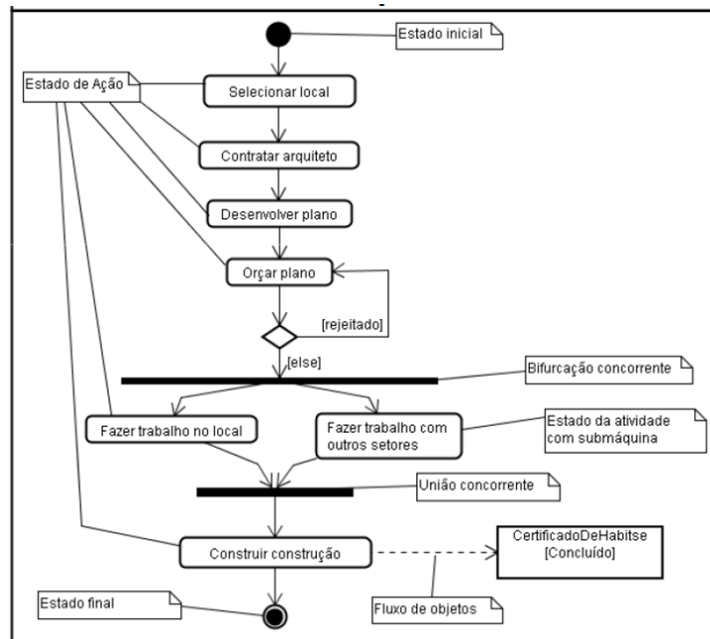 Estado inicial
Estado de Ação
Selecionar local
Contratar arquiteto
Desenvolver plano
Orçar plano
[rejeitado]
[else]
Bifurcação concorrente
Fazer trabalho no local
Fazer trabalho com
outros setores
Estado da atividade
com submáquina
União concorrente
Construir construção
CertificadoDeHabitse
[Concluído]
Estado final
Fluxo de objetos